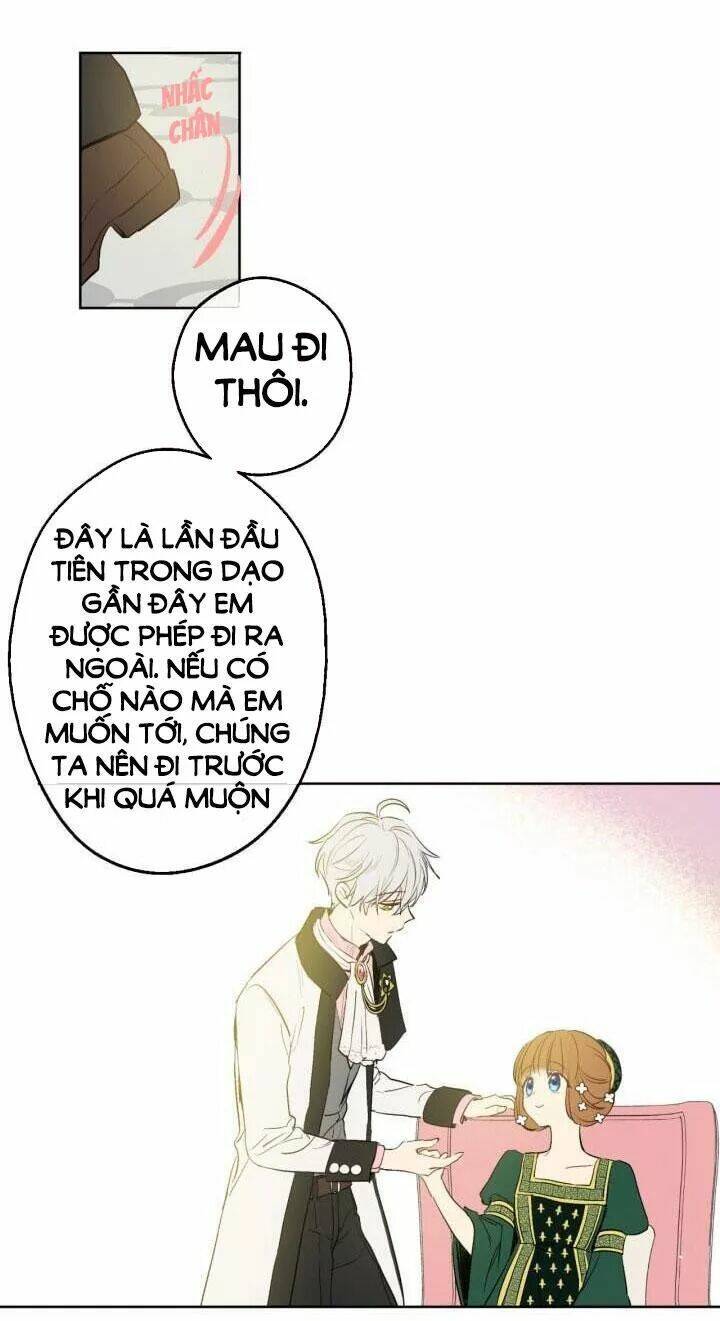 NHẤC
CHÂN
MAU ĐI
THÔI.
ĐÂY LÀ LẦN ĐẦU
TIÊN TRONG DẠO
GẦN ĐÂY EM
ĐƯỢC PHÉP ĐI RA
NGOÀI. NẾU CÓ
CHỖ NÀO MÀ EM
MUỐN TỚI, CHÚNG
TA NÊN ĐI TRƯỚC
KHI QUÁ MUỘN